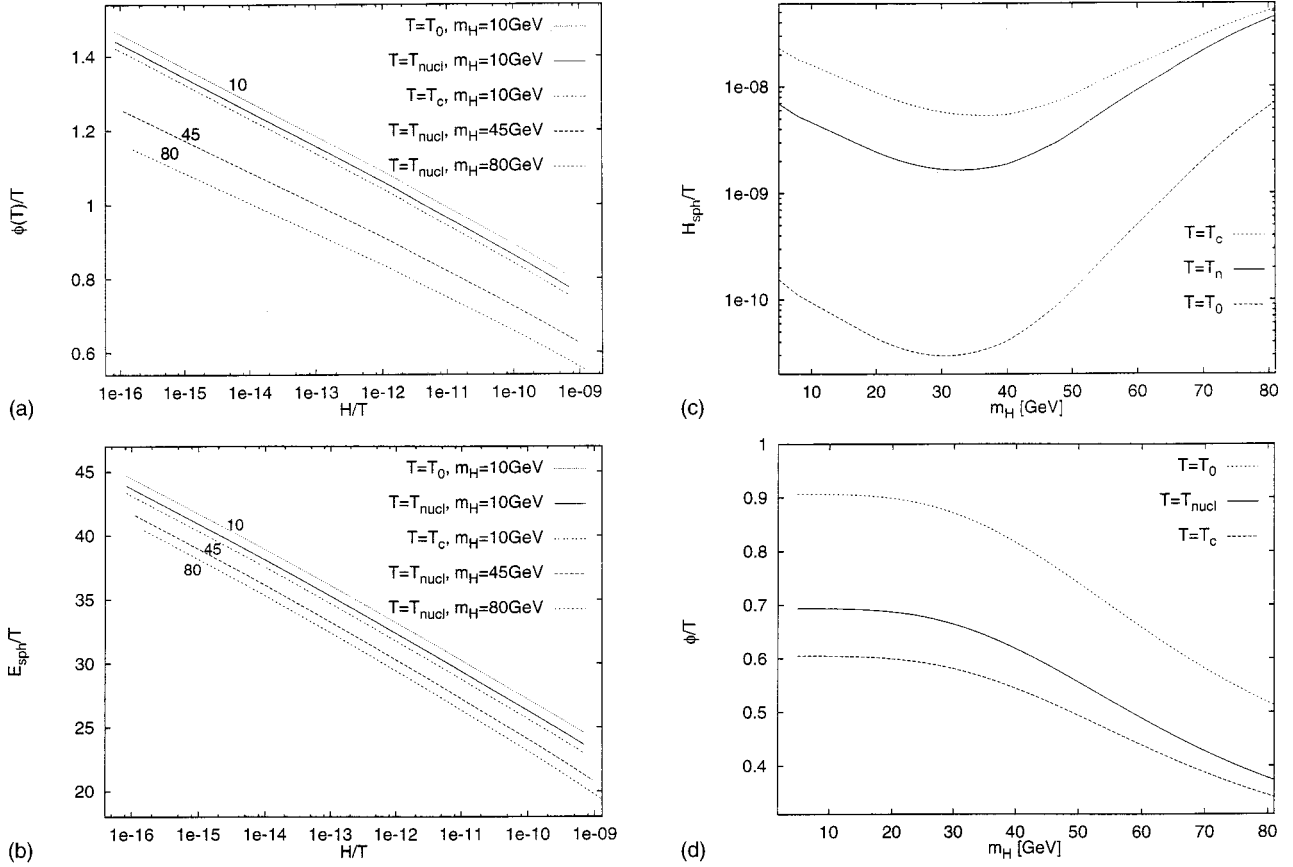 T=T0, mH=10GeV
T=Tnucl, mH=10GeV
T=Tc, mH=10GeV
T=Tnucl, mH=45GeV
T=Tnucl, mH=80GeV
10
45
80
1.4
1.2
1
0.8
0.6
ϕ(T)/T
1e-16 1e-15 1e-14 1e-13 1e-12 1e-11 1e-10 1e-09
H/T
(a)
T=T0, mH=10GeV
T=Tnucl, mH=10GeV
T=Tc, mH=10GeV
T=Tnucl, mH=45GeV
T=Tnucl, mH=80GeV
10
45
80
45
40
35
30
25
20
Esph/T
1e-16 1e-15 1e-14 1e-13 1e-12 1e-11 1e-10 1e-09
H/T
(b)
1e-08
1e-09
1e-10
Hsph/T
T=Tc
T=Tn
T=T0
10 20 30 40 50 60 70 80
mH [GeV]
(c)
1
0.9
0.8
0.7
0.6
0.5
0.4
ϕ/T
T=T0
T=Tnucl
T=Tc
10 20 30 40 50 60 70 80
mH [GeV]
(d)